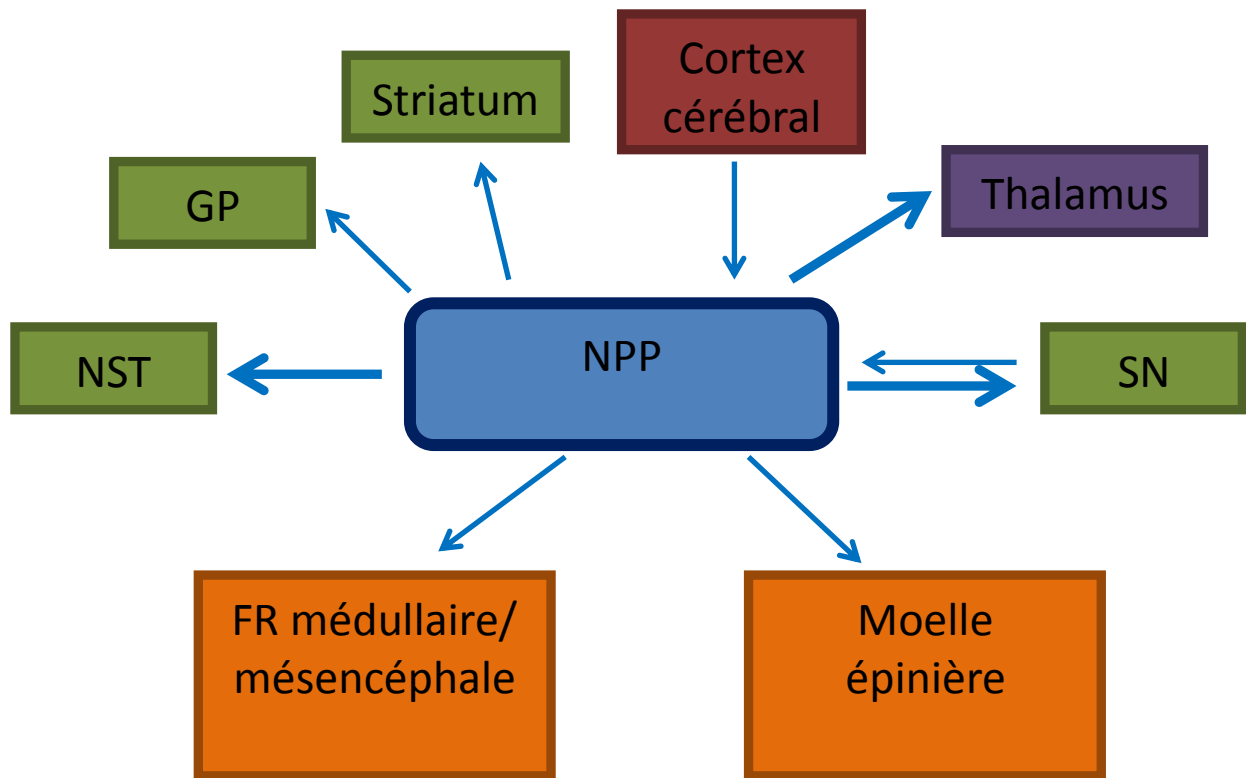 Cortex
cérébral
Striatum
Thalamus
GP
NPP
NST
SN
FR médullaire/
mésencéphale
Moelle
épinière